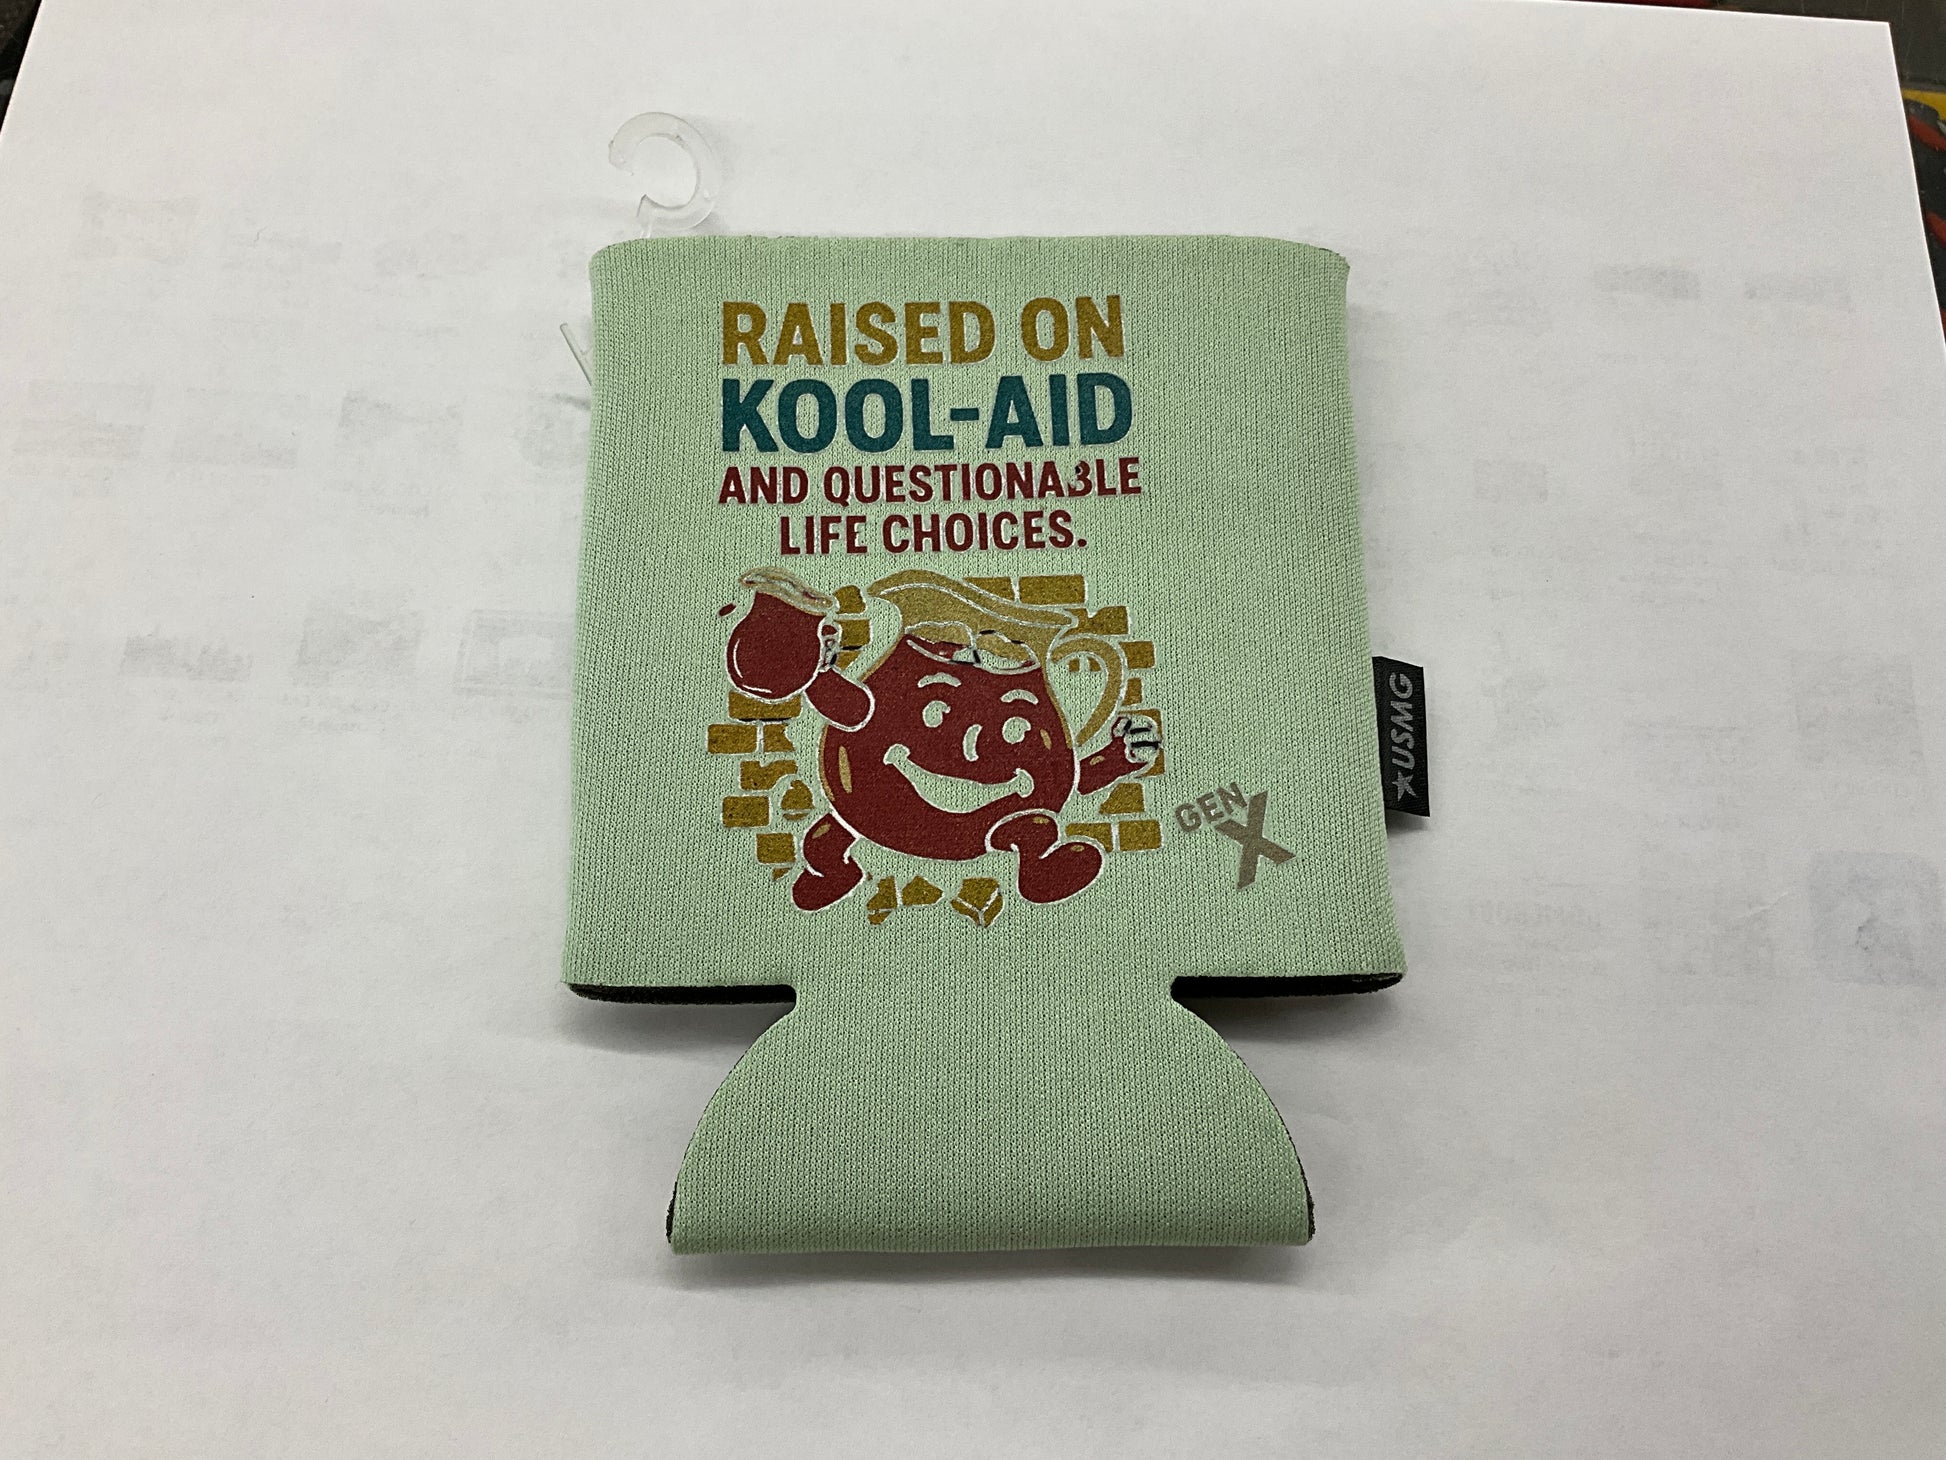 RAISED ON
KOOL-AID
AND QUESTIONABLE
LIFE CHOICES.
GEN
X
USMG